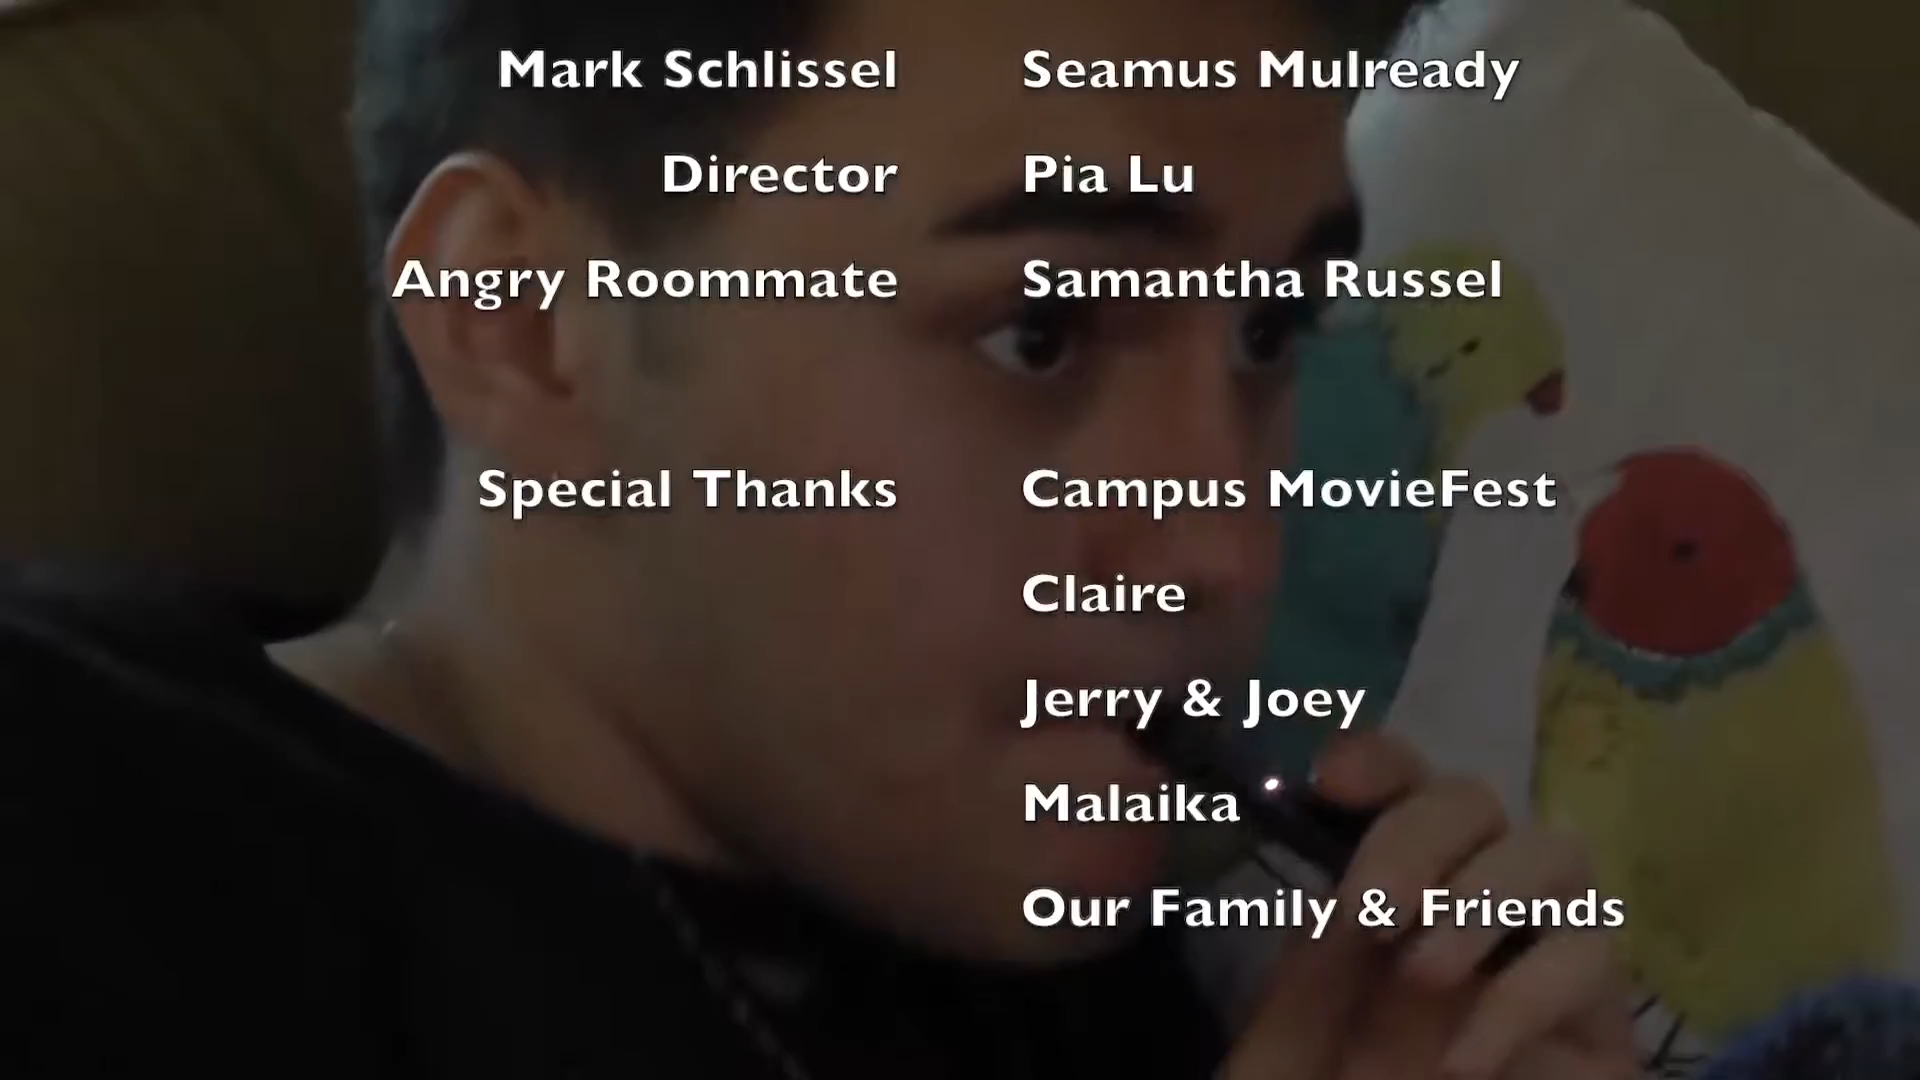 Mark Schlissel Seamus Mulready
Director Pia Lu
Angry Roommate Samantha Russel
Special Thanks Campus MovieFest
Claire
Jerry & Joey
Malaika
Our Family & Friends